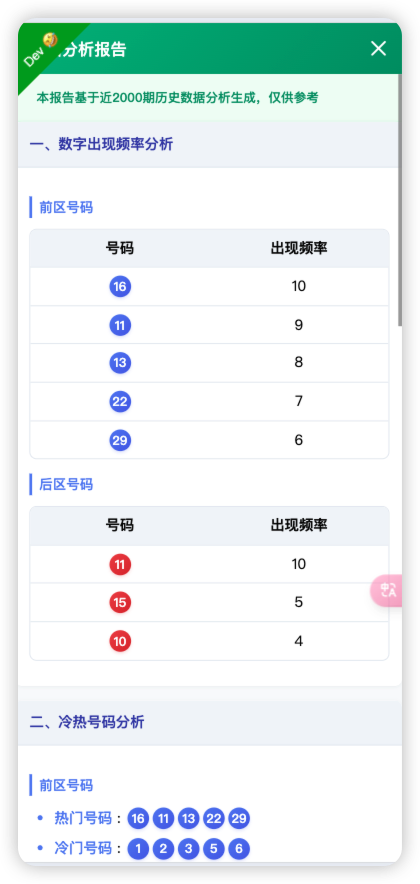 Dev
分析报告
本报告基于近2000期历史数据分析生成，仅供参考
一、数字出现频率分析
前区号码
号码 出现频率
16 10
11 9
13 8
22 7
29 6
后区号码
号码 出现频率
11 10
15 5
10 4
二、冷热号码分析
前区号码
热门号码：16 11 13 22 29
冷门号码：1 2 3 5 6